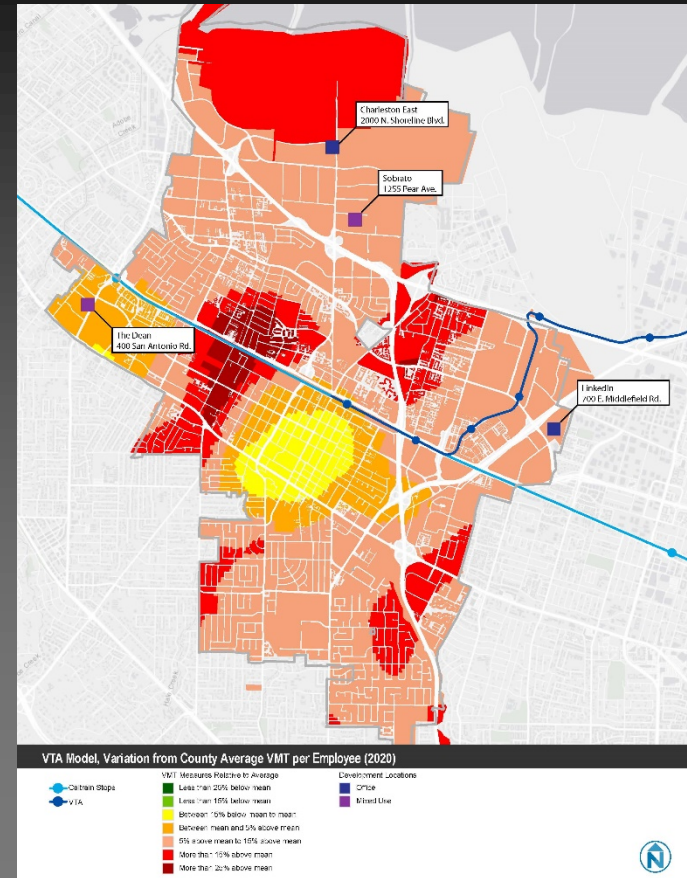 Charleston East
2000 N. Shoreline Blvd.
Sobrato
1255 Pear Ave.
The Dean
400 San Antonio Rd.
LinkedIn
700 E. Middlefield Rd.
VTA Model, Variation from County Average VMT per Employee (2020)
Caltrain Stops
VTA
VMT Measures Relative to Average
Less than 25% below mean
Less than 15% below mean
Between 15% below mean to mean
Between mean and 5% above mean
5% above mean to 15% above mean
More than 15% above mean
More than 25% above mean
Development Locations
Office
Mixed Use
N